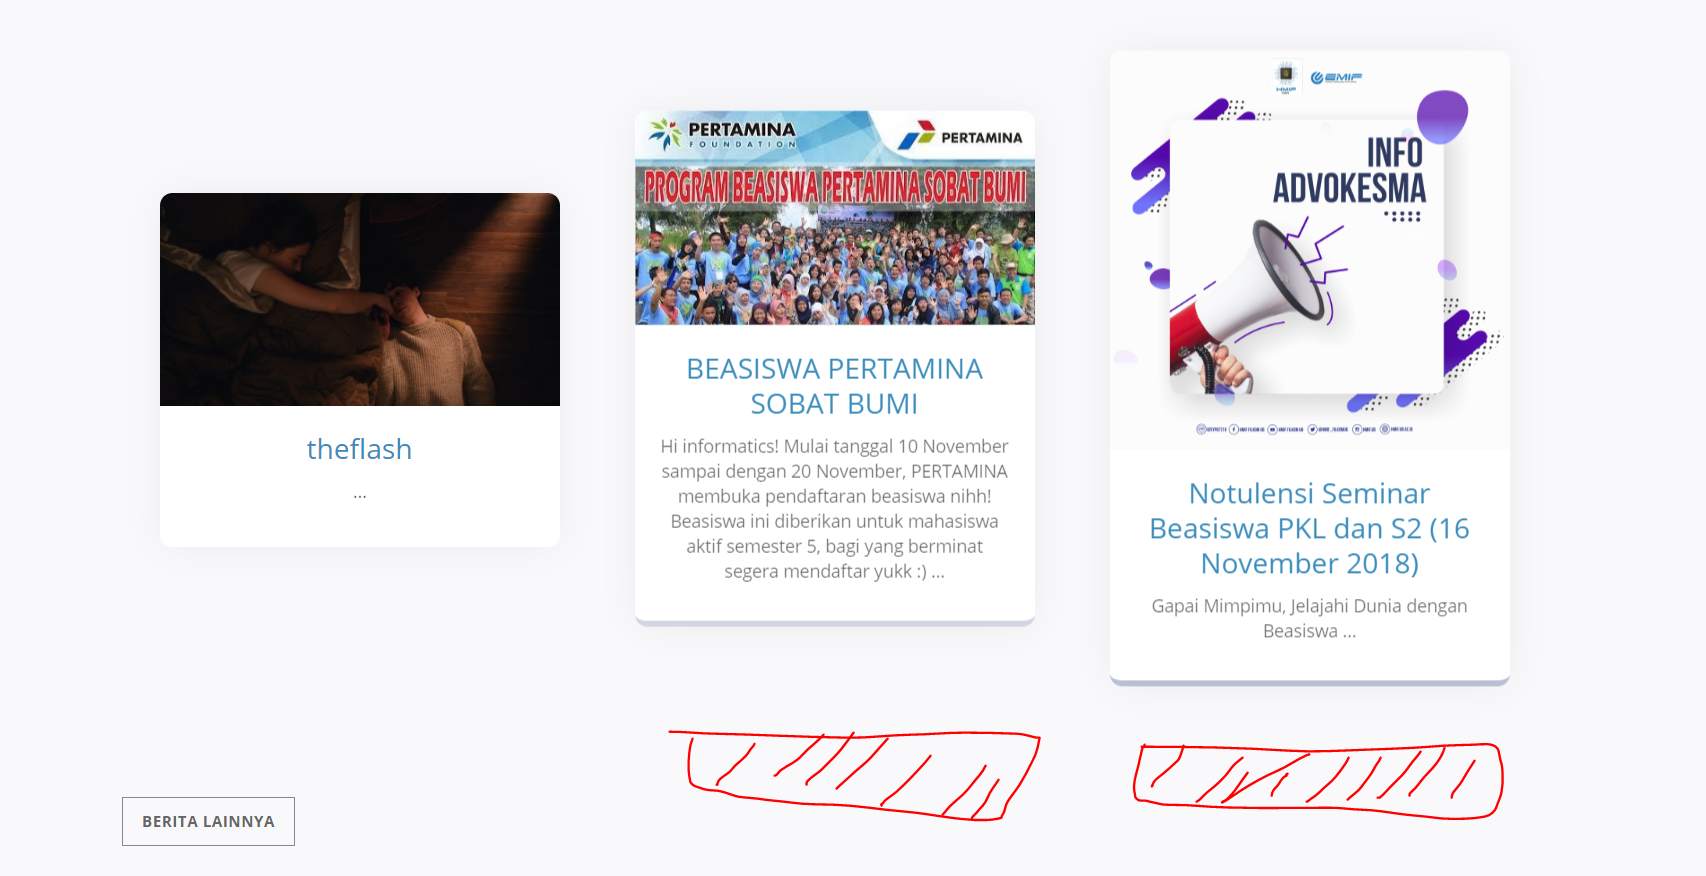 theflash
...
BERITA LAINNYA
PERTAMINA
FOUNDATION
PERTAMINA
PROGRAM BEASISWA PERTAMINA SOBAT BUMI
BEASISWA PERTAMINA
SOBAT BUMI
Hi informatics! Mulai tanggal 10 November
sampai dengan 20 November, PERTAMINA
membuka pendaftaran beasiswa nihh!
Beasiswa ini diberikan untuk mahasiswa
aktif semester 5, bagi yang berminat
segera mendaftar yukk :) ...
HMIF
EMIF
INFO
ADVOKESMA
Notulensi Seminar
Beasiswa PKL dan S2 (16
November 2018)
Gapai Mimpimu, Jelajahi Dunia dengan
Beasiswa ...